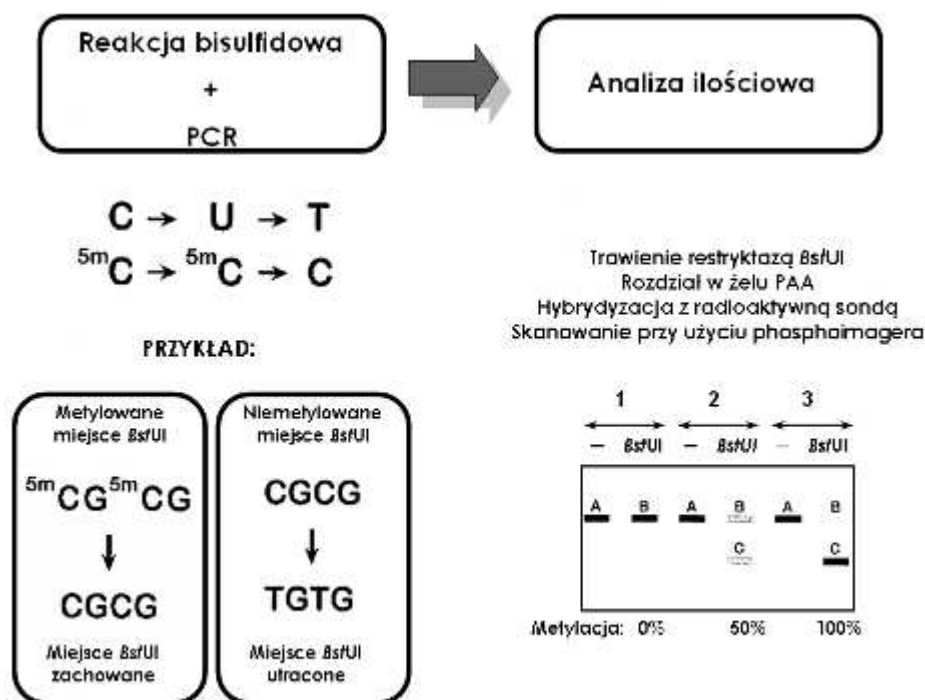 Reakcja bisulfidowa
+
PCR
Analiza ilościowa
C → U → T
5mC → 5mC → C
Trawienie restryktazą BstUI
Rozdział w żelu PAA
Hybrydyzacja z radioaktywną sondą
Skanawanie przy użyciu phosphoimagera
PRZYKŁAD:
Metylowane
miejsce BstUI
5mCG5mCG
CGCG
Miejsce BstUI
zachowane
Niemetylowane
miejsce BstUI
CGCG
TGTG
Miejsce BstUI
utracone
1 2 3
– BstUI – BstUI – BstUI
A B A B A B
C C
Metylacja: 0% 50% 100%